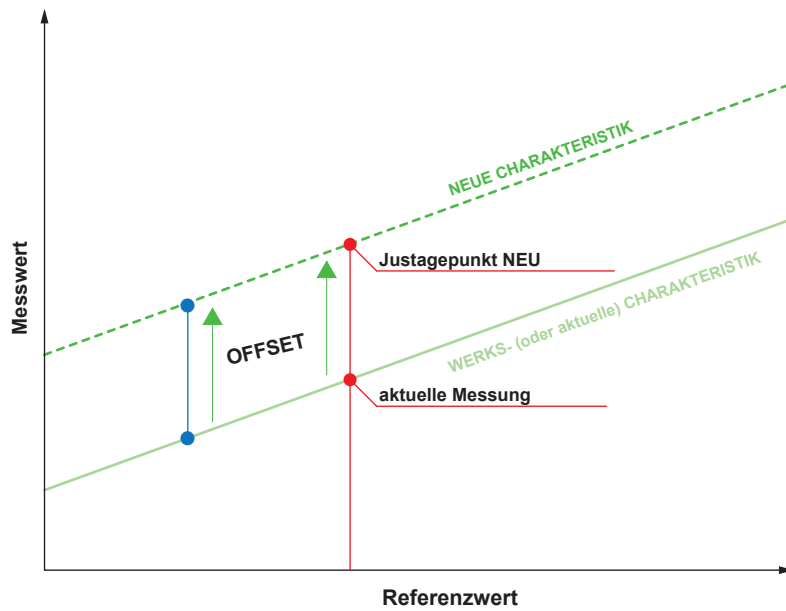 NEUE CHARAKTERISTIK
Messwert
Justagepunkt NEU
WERKS- (oder aktuelle) CHARAKTERISTIK
OFFSET
aktuelle Messung
Referenzwert